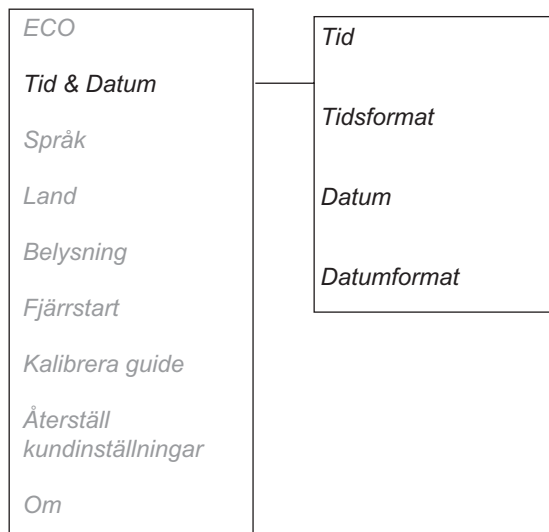 ECO
Tid & Datum
Språk
Land
Belysning
Fjärrstart
Kalibrera guide
Återställ
kundinställningar
Om
Tid
Tidsformat
Datum
Datumformat